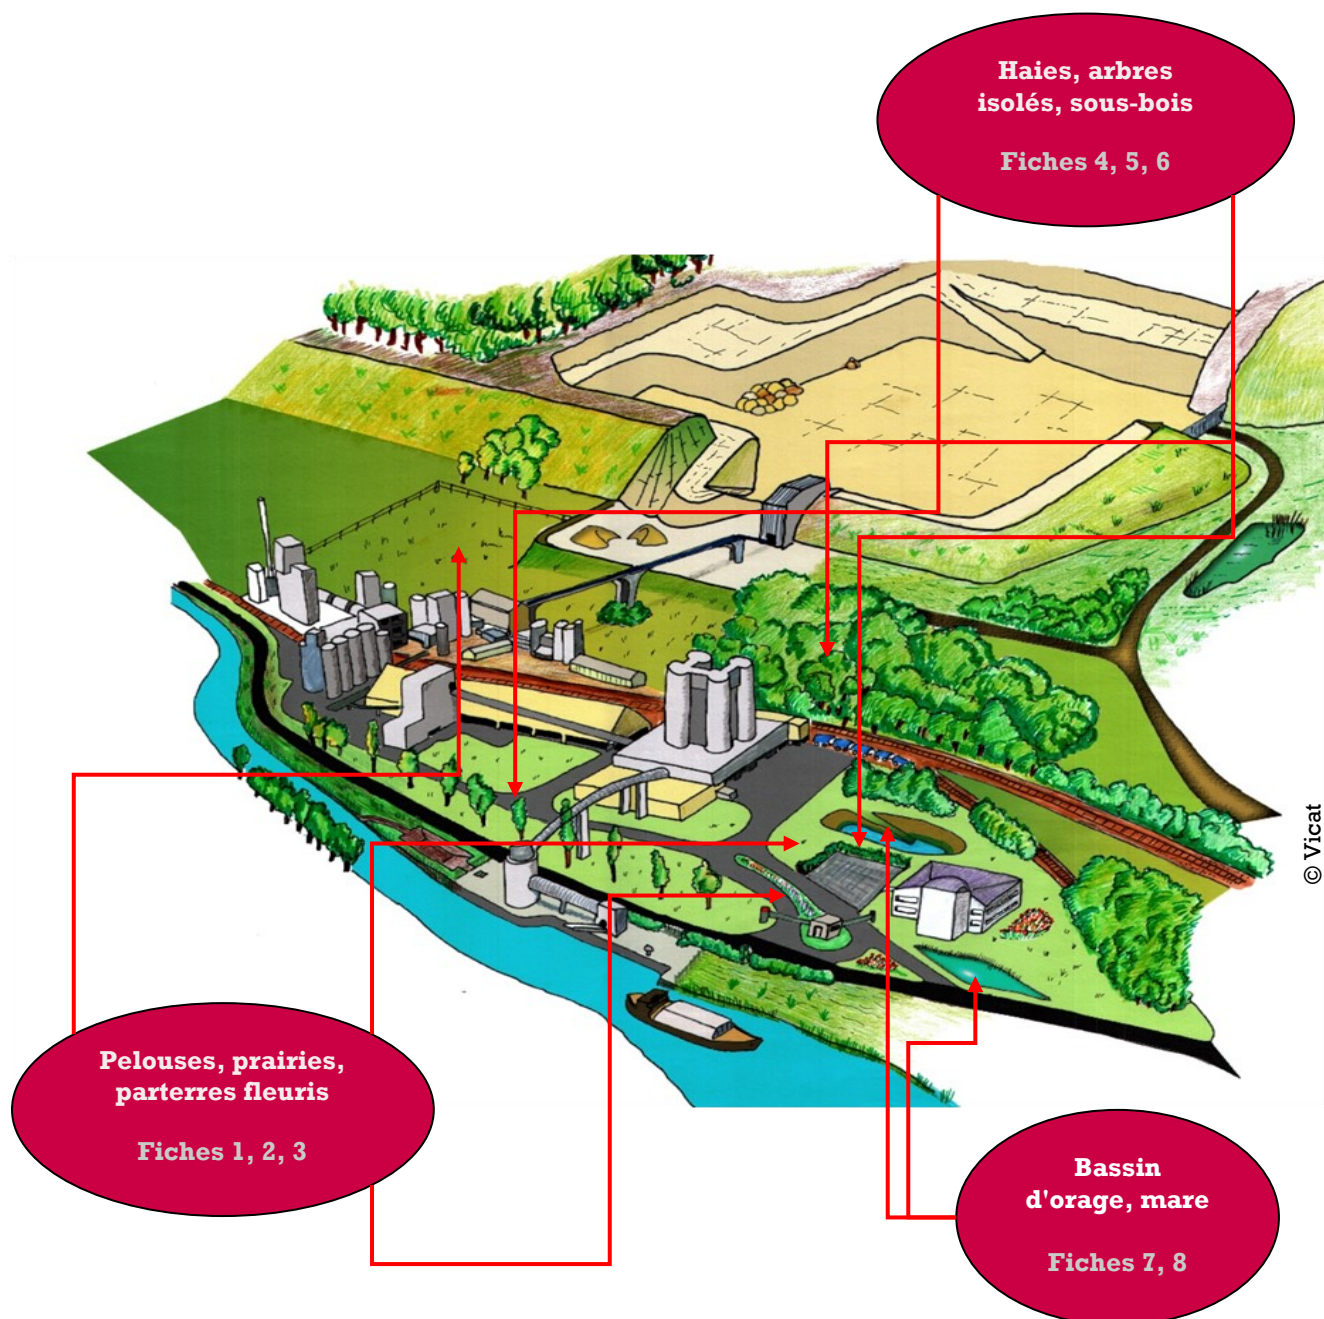 Haies, arbres
isolés, sous-bois
Fiches 4, 5, 6
© Vicat
Pelouses, prairies,
parterres fleuris
Fiches 1, 2, 3
Bassin
d'orage, mare
Fiches 7, 8